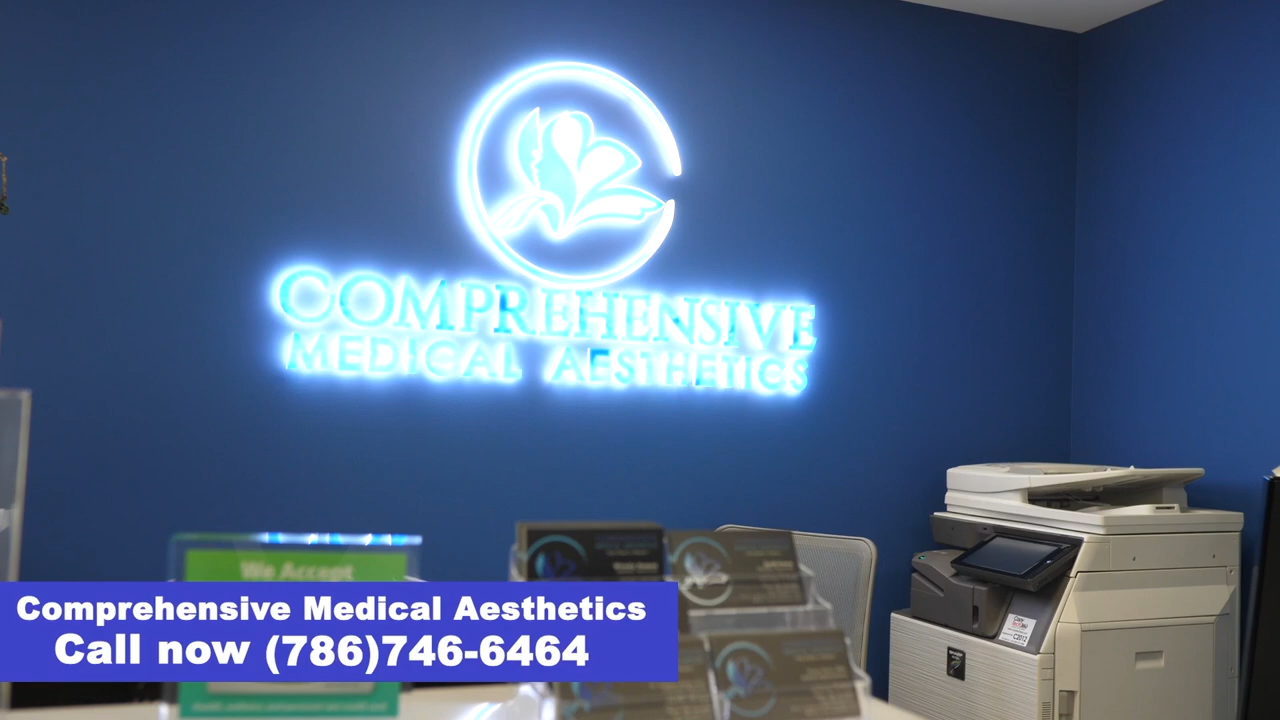 COMPREHENSIVE
MEDICAL AESTHETICS
We Accept
Comprehensive Medical Aesthetics
Call now (786)746-6464